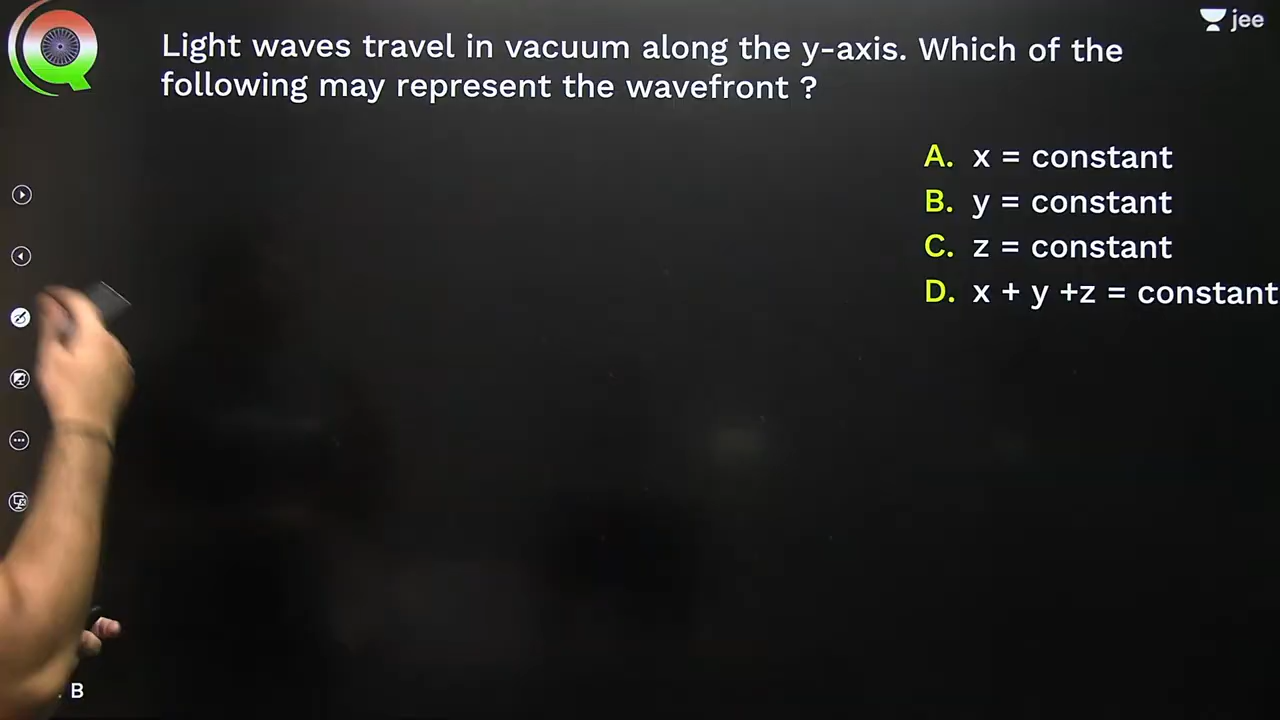 jee
Light waves travel in vacuum along the y-axis. Which of the
following may represent the wavefront ?
A. x = constant
B. y = constant
C. z = constant
D. x + y +z = constant
. B